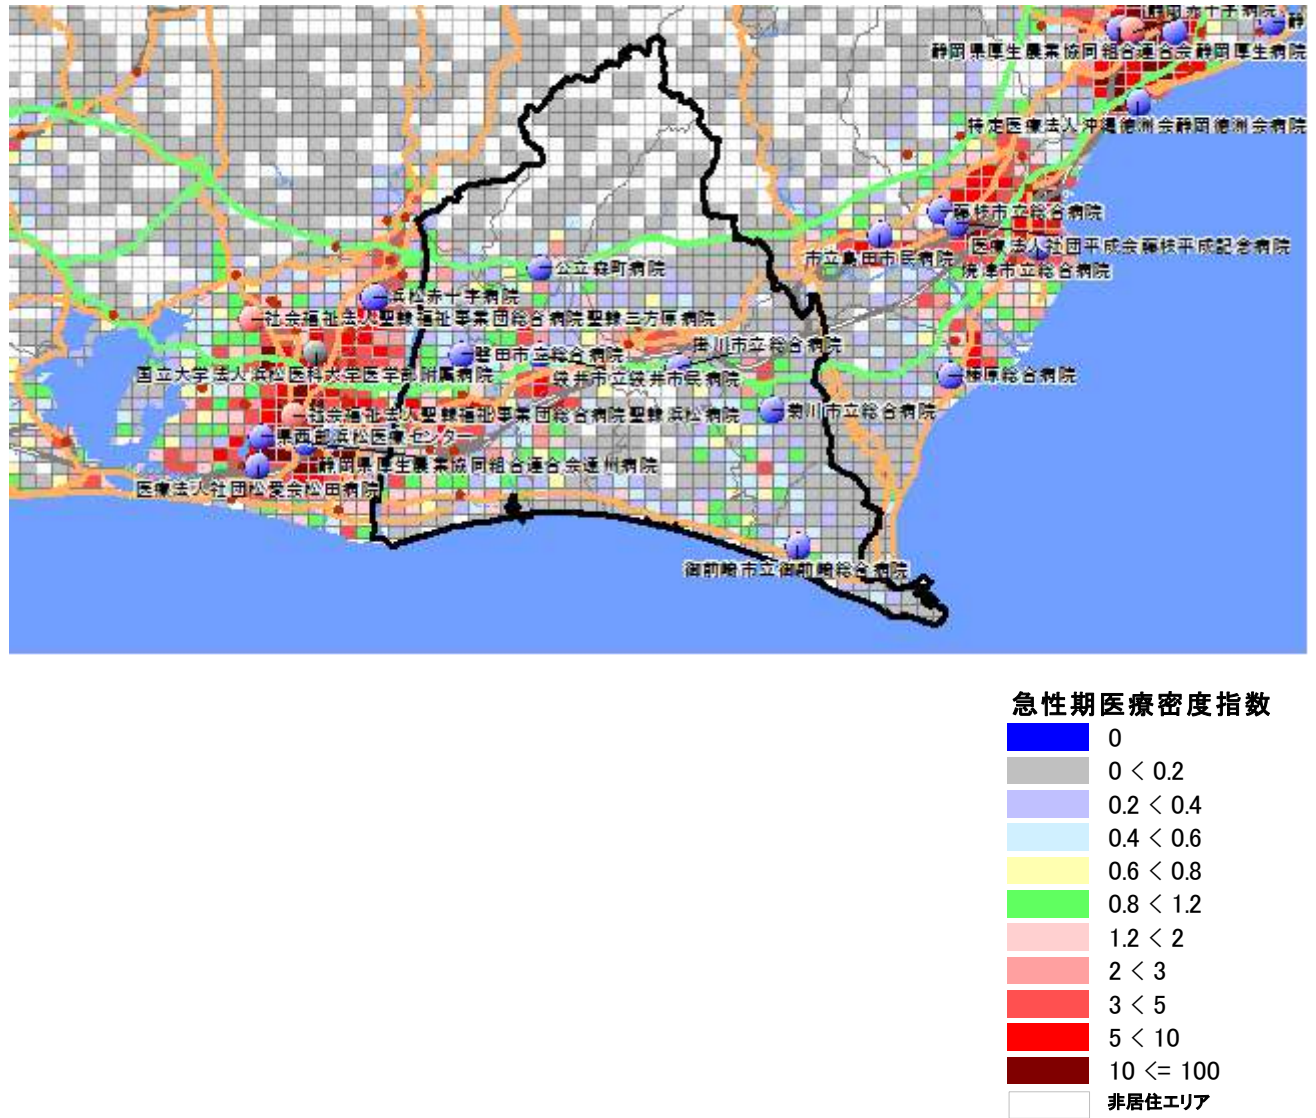 静岡赤十字病院
静
静岡県厚生農業協同組合連合会静岡厚生病院
特定医療法人沖縄徳洲会静岡徳洲会病院
藤枝市立総合病院
医療法人社団平成会藤枝平成記念病院
市立島田市民病院
焼津市立総合病院
公立森町病院
浜松赤十字病院
社会福祉法人聖隷福祉事業団総合病院聖隷三方原病院
掛川市立総合病院
磐田市立総合病院
国立大学法人浜松医科大学医学部附属病院
袋井市立袋井市民病院
榛原総合病院
社会福祉法人聖隷福祉事業団総合病院聖隷浜松病院
菊川市立総合病院
県西部浜松医療センター
静岡県厚生農業協同組合連合会遠州病院
医療法人社団松愛会松田病院
御前崎市立御前崎総合病院
急性期医療密度指数
0
0 < 0.2
0.2 < 0.4
0.4 < 0.6
0.6 < 0.8
0.8 < 1.2
1.2 < 2
2 < 3
3 < 5
5 < 10
10 <= 100
非居住エリア